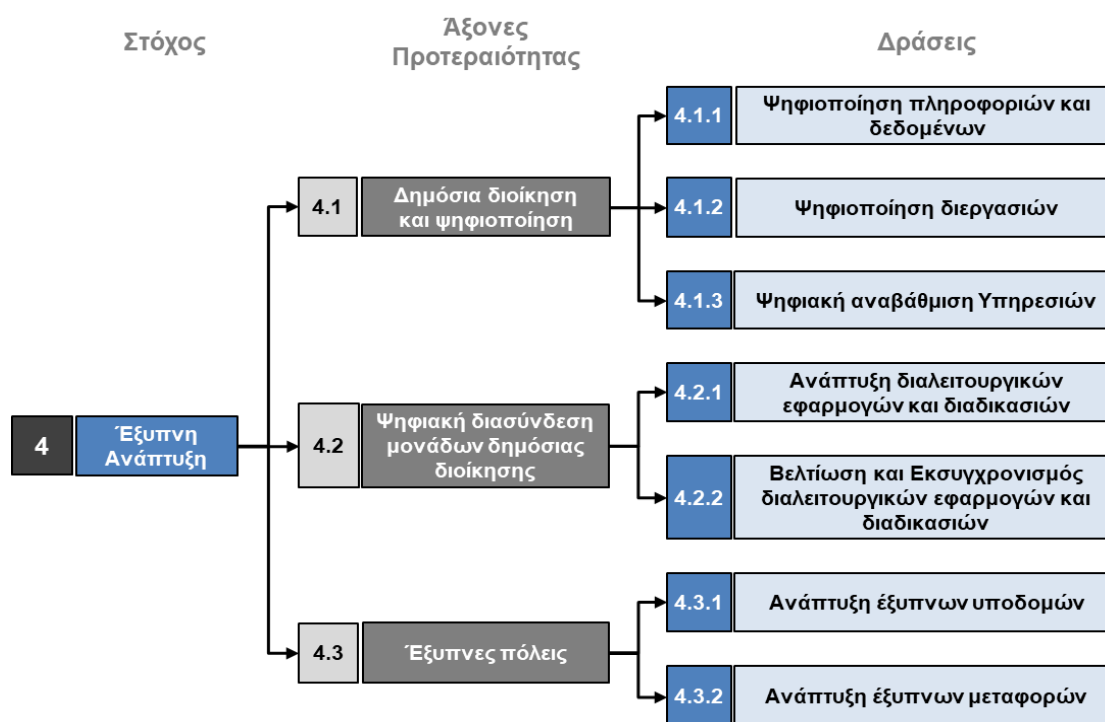 Στόχος
Άξονες
Προτεραιότητας
Δράσεις
4
Έξυπνη
Ανάπτυξη
4.1
Δημόσια διοίκηση
και ψηφιοποίηση
4.1.1
Ψηφιοποίηση πληροφοριών και
δεδομένων
4.1.2
Ψηφιοποίηση διεργασιών
4.1.3
Ψηφιακή αναβάθμιση Υπηρεσιών
4.2
Ψηφιακή διασύνδεση
μονάδων δημόσιας
διοίκησης
4.2.1
Ανάπτυξη διαλειτουργικών
εφαρμογών και διαδικασιών
4.2.2
Βελτίωση και Εκσυγχρονισμός
διαλειτουργικών εφαρμογών και
διαδικασιών
4.3
Έξυπνες πόλεις
4.3.1
Ανάπτυξη έξυπνων υποδομών
4.3.2
Ανάπτυξη έξυπνων μεταφορών